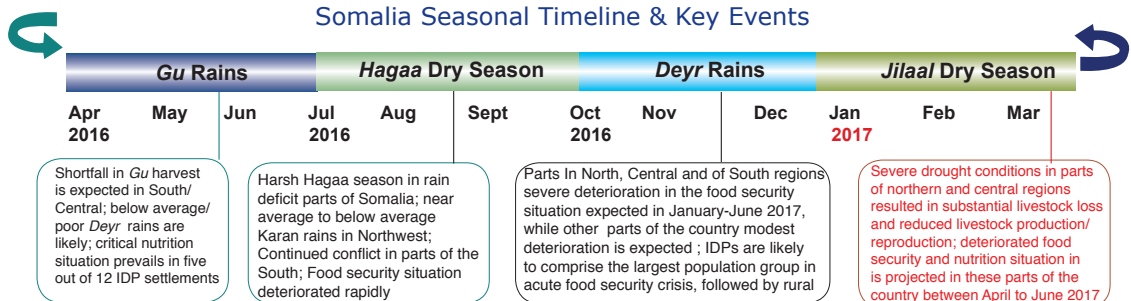 Somalia Seasonal Timeline & Key Events
Gu Rains
Hagaa Dry Season
Deyr Rains
Jilaal Dry Season
Apr
2016
May
Jun
Jul
2016
Aug
Sept
Oct
2016
Nov
Dec
Jan
2017
Feb
Mar
Shortfall in Gu harvest
is expected in South/
Central; below average/
poor Deyr rains are
likely; critical nutrition
situation prevails in five
out of 12 IDP settlements
Harsh Hagaa season in rain
deficit parts of Somalia; near
average to below average
Karan rains in Northwest;
Continued conflict in parts of the
South; Food security situation
deteriorated rapidly
Parts In North, Central and of South regions
severe deterioration in the food security
situation expected in January-June 2017,
while other parts of the country modest
deterioration is expected ; IDPs are likely
to comprise the largest population group in
acute food security crisis, followed by rural
Severe drought conditions in parts
of northern and central regions
resulted in substantial livestock loss
and reduced livestock production/
reproduction; deteriorated food
security and nutrition situation in
is projected in these parts of the
country between April to June 2017